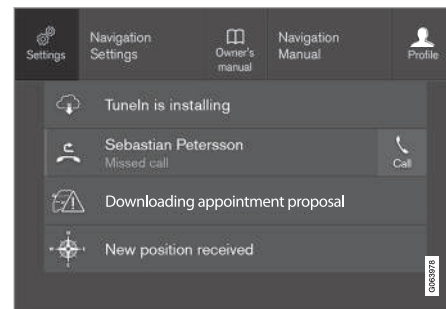 Settings
Navigation
Settings
Owner's
manual
Navigation
Manual
Profile
TuneIn is installing
Sebastian Petersson
Missed call
Call
Downloading appointment proposal
New position received
G063978